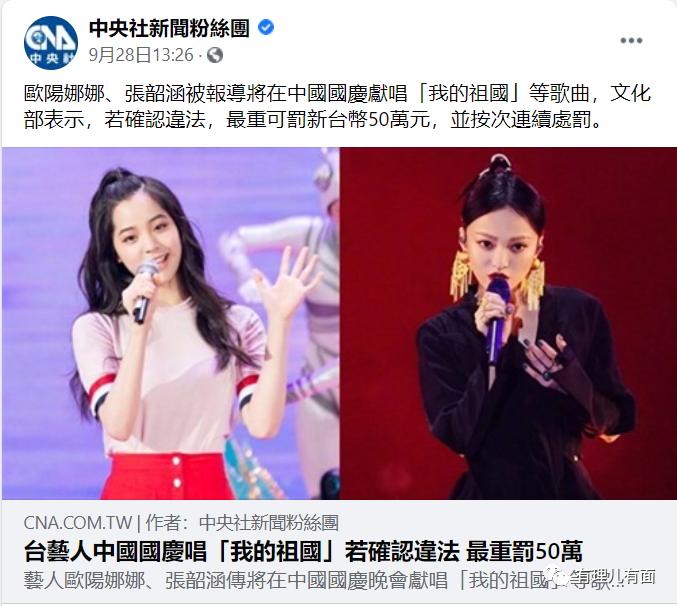 CNA
中央社
中央社新聞粉絲團
9月28日13:26 ·
歐陽娜娜、張韶涵被報導將在中國國慶獻唱「我的祖國」等歌曲，文化
部表示，若確認違法，最重可罰新台幣50萬元，並按次連續處罰。
CNA.COM.TW | 作者：中央社新聞粉絲團
台藝人中國國慶唱「我的祖國」若確認違法 最重罰50萬
藝人歐陽娜娜、張韶涵傳將在中國國慶晚會獻唱「我的祖國」等歌...
有理儿有面